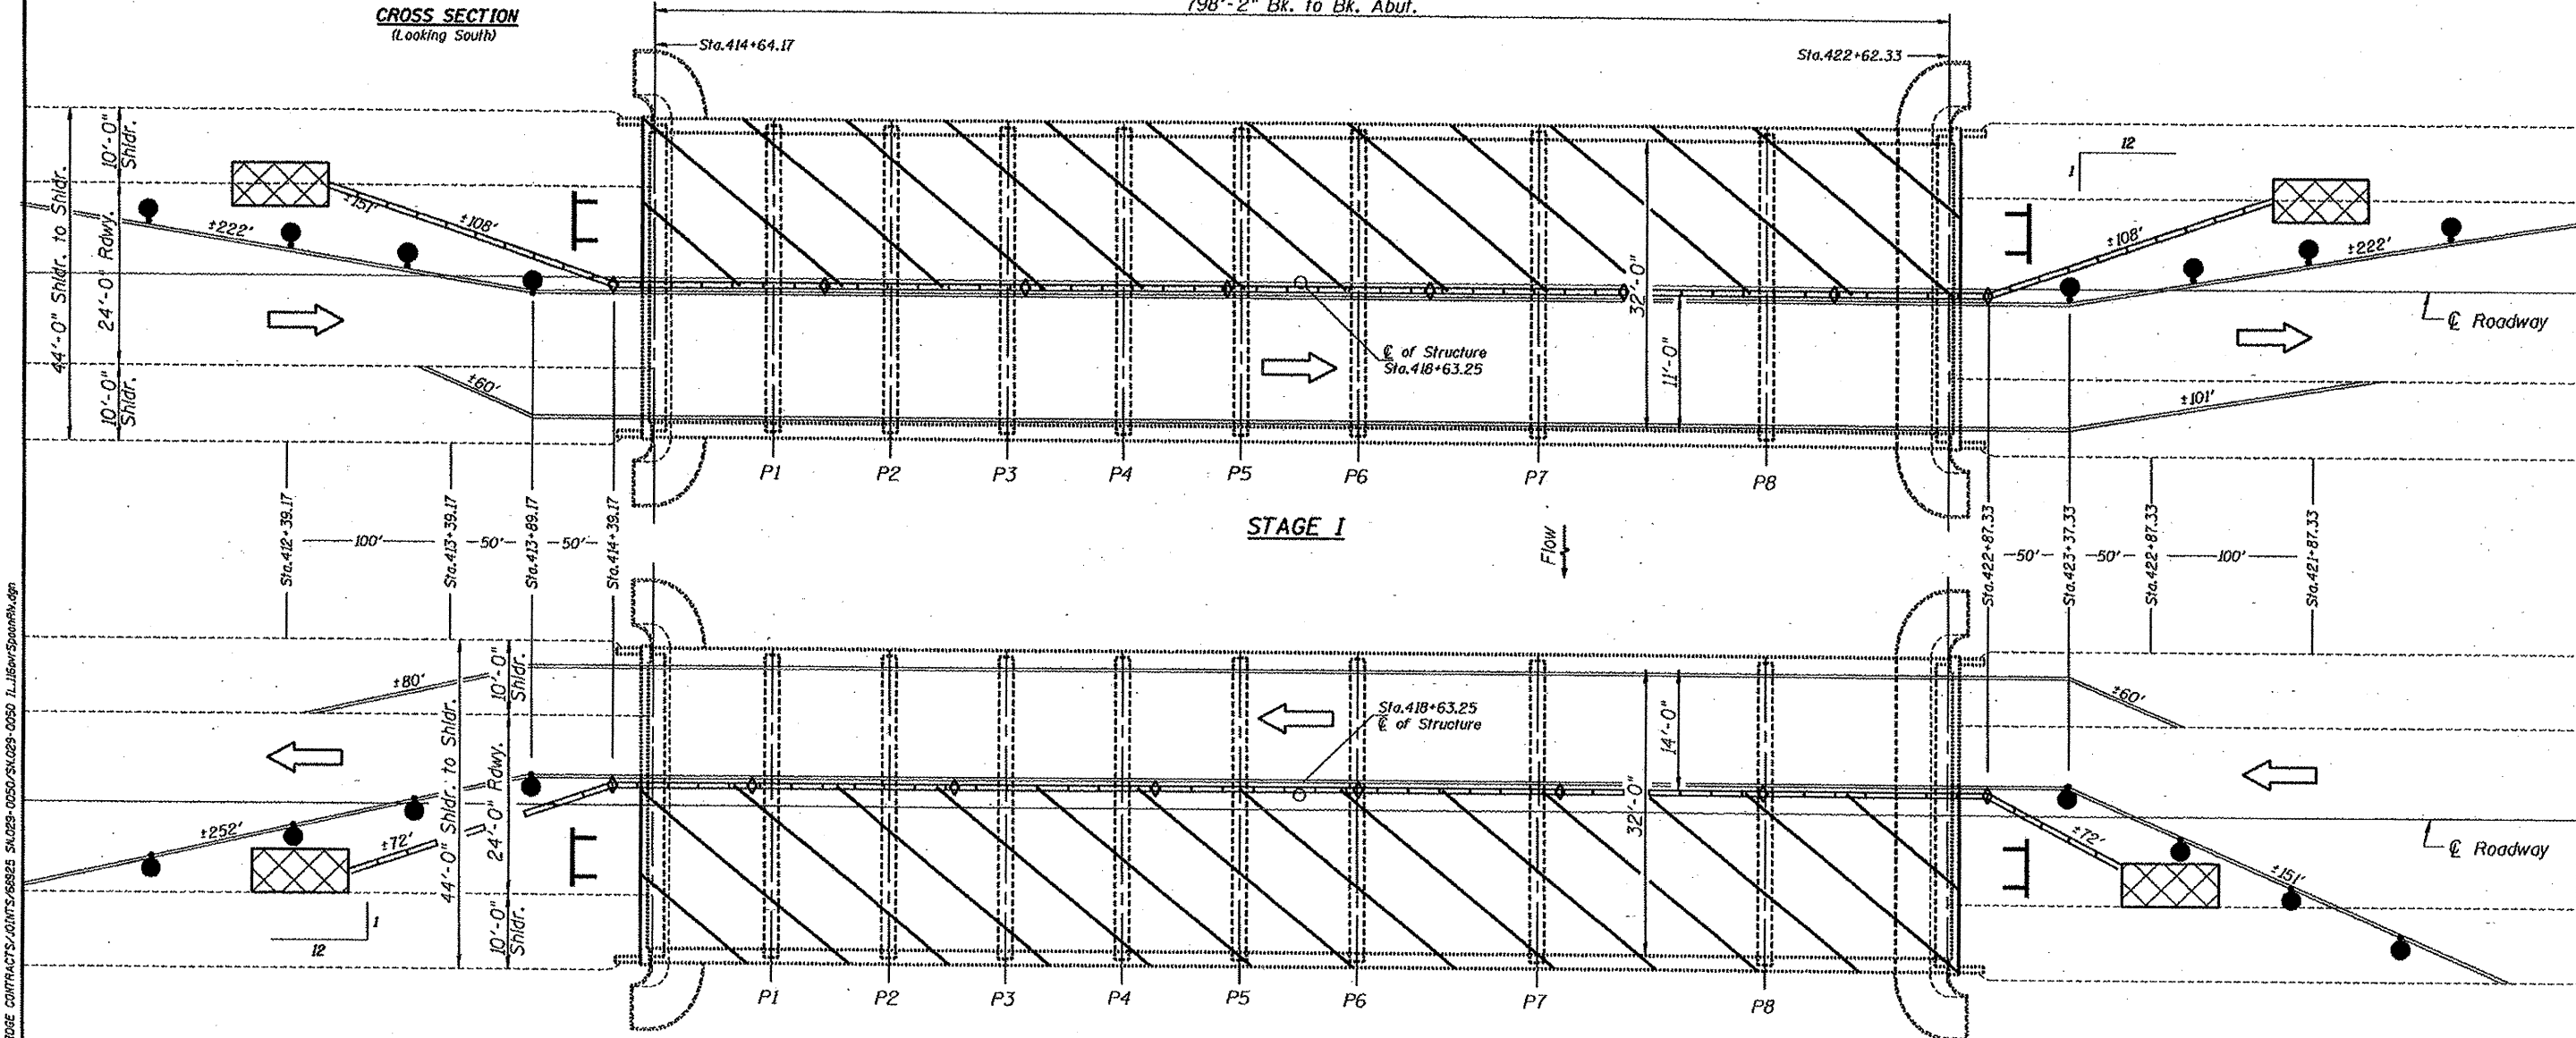 CROSS SECTION
(Looking South)
798'-2" Bk. to Bk. Abut.
Sta.414+64.17
Sta.422+62.33
44'-0" Shldr. to Shldr.
10'-0" Shldr.
24'-0" Rdwy.
10'-0" Shldr.
±151'
±108'
±222'
±60'
32'-0"
11'-0"
℄ of Structure
Sta.418+63.25
1
12
±108'
±222'
℄ Roadway
±101'
P1
P2
P3
P4
P5
P6
P7
P8
Sta.412+39.17
100'
Sta.413+39.17
50'
Sta.413+89.17
50'
Sta.414+39.17
STAGE I
Flow
Sta.422+87.33
50'
Sta.423+37.33
50'
Sta.422+87.33
100'
Sta.421+87.33
±80'
44'-0" Shldr. to Shldr.
10'-0" Shldr.
24'-0" Rdwy.
10'-0" Shldr.
±252'
±72'
1
12
Sta.418+63.25
℄ of Structure
14'-0"
32'-0"
±60'
±72'
±151'
℄ Roadway
P1
P2
P3
P4
P5
P6
P7
P8